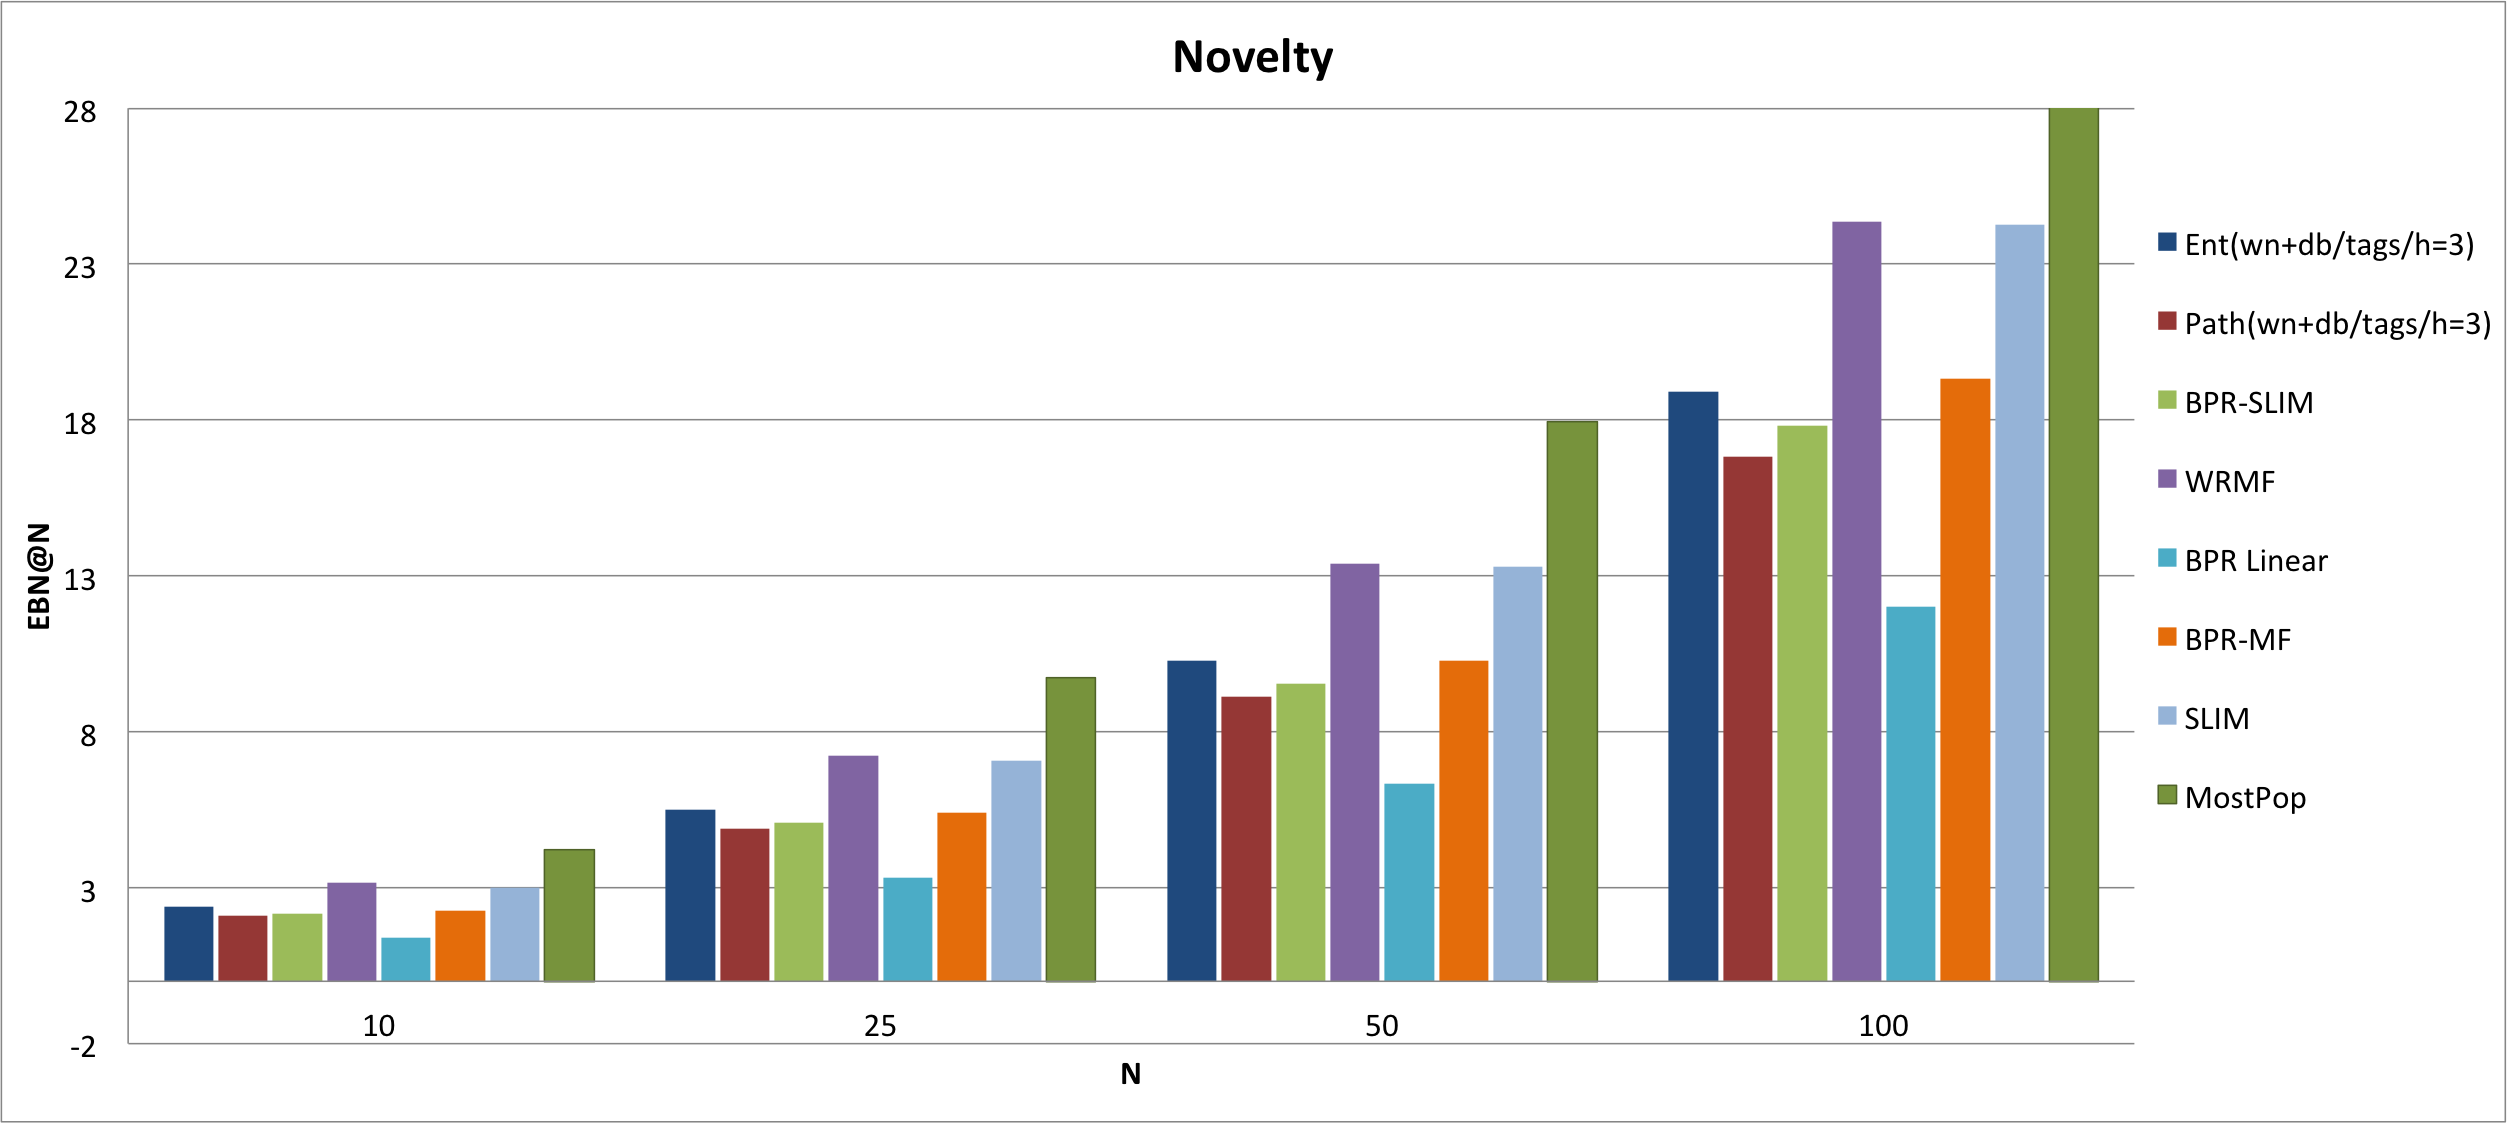 Novelty
28
23
18
13
8
3
-2
EBN@N
10 25 50 100
N
Ent(wn+db/tags/h=3)
Path(wn+db/tags/h=3)
BPR-SLIM
WRMF
BPR Linear
BPR-MF
SLIM
MostPop